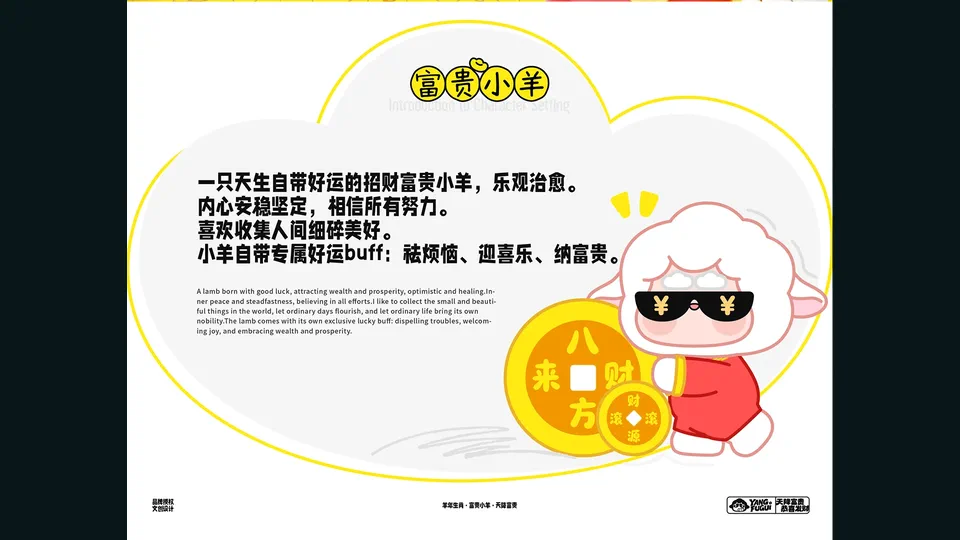 富贵小羊
Introduction to Character Setting
一只天生自带好运的招财富贵小羊，乐观治愈。
内心安稳坚定，相信所有努力。
喜欢收集人间细碎美好。
小羊自带专属好运buff：祛烦恼、迎喜乐、纳富贵。
A lamb born with good luck, attracting wealth and prosperity, optimistic and healing.In-
ner peace and steadfastness, believing in all efforts.I like to collect the small and beauti-
ful things in the world, let ordinary days flourish, and let ordinary life bring its own
nobility.The lamb comes with its own exclusive lucky buff: dispelling troubles, welcom-
ing joy, and embracing wealth and prosperity.
¥ ¥
八
来 财
方
财
滚 滚
源
品牌授权
文创设计
羊年生肖·富贵小羊·天降富贵
YANG
FUGUI
天降富贵
恭喜发财